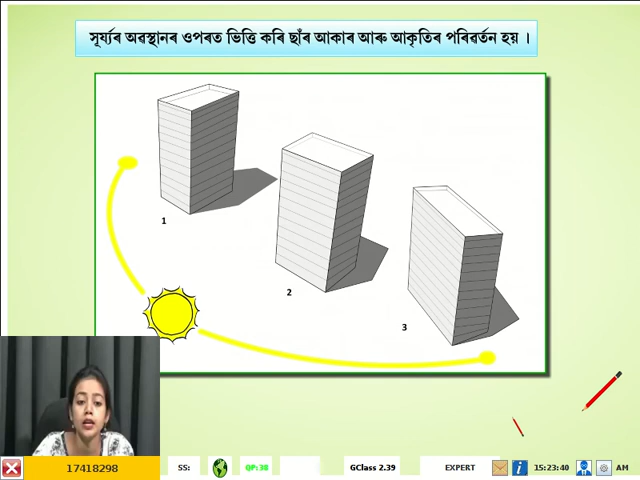 সূৰ্য্যৰ অৱস্থানৰ ওপৰত ভিত্তি কৰি ছাঁৰ আকাৰ আৰু আকৃতিৰ পৰিৱৰ্তন হয় ।
1
2
3
17418298 SS: QP:38 GClass 2.39 EXPERT 15:23:40 AM